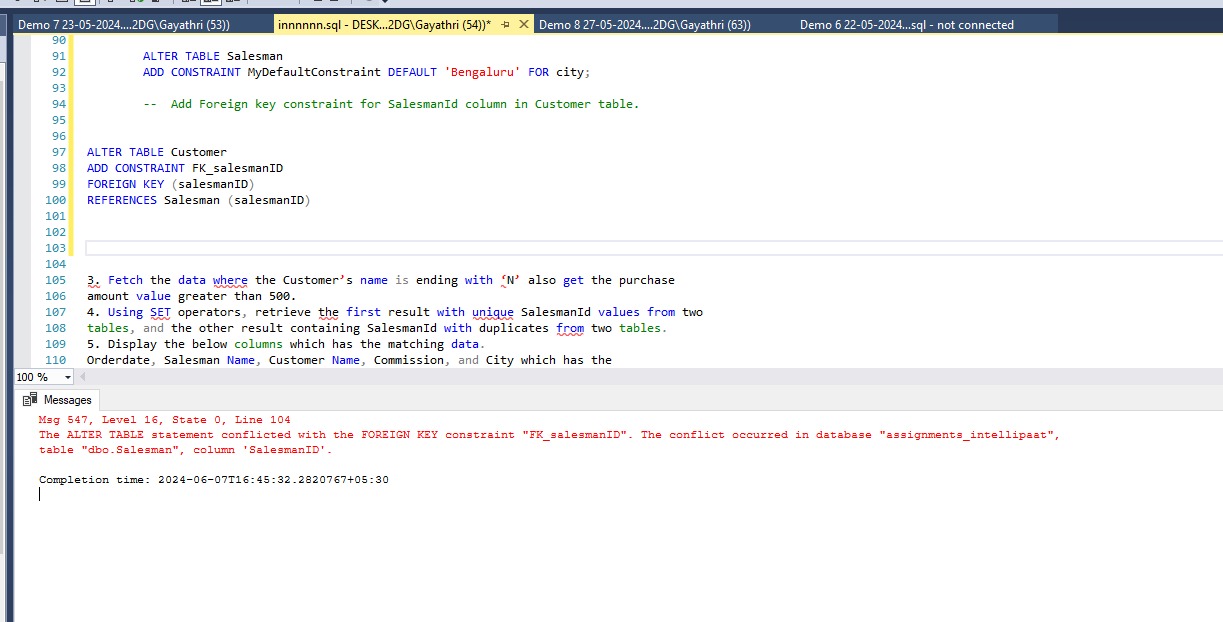 Demo 7 23-05-2024....2DG\Gayathri (53))
innnnnn.sql - DESK...2DG\Gayathri (54))*
Demo 8 27-05-2024....2DG\Gayathri (63))
Demo 6 22-05-2024...sql - not connected
90
91 ALTER TABLE Salesman
92 ADD CONSTRAINT MyDefaultConstraint DEFAULT 'Bengaluru' FOR city;
93
94 -- Add Foreign key constraint for SalesmanId column in Customer table.
95
96
97 ALTER TABLE Customer
98 ADD CONSTRAINT FK_salesmanID
99 FOREIGN KEY (salesmanID)
100 REFERENCES Salesman (salesmanID)
101
102
103
104
105 3. Fetch the data where the Customer’s name is ending with ‘N’ also get the purchase
106 amount value greater than 500.
107 4. Using SET operators, retrieve the first result with unique SalesmanId values from two
108 tables, and the other result containing SalesmanId with duplicates from two tables.
109 5. Display the below columns which has the matching data.
110 Orderdate, Salesman Name, Customer Name, Commission, and City which has the
100 %
Messages
Msg 547, Level 16, State 0, Line 104
The ALTER TABLE statement conflicted with the FOREIGN KEY constraint "FK_salesmanID". The conflict occurred in database "assignments_intellipaat",
table "dbo.Salesman", column 'SalesmanID'.
Completion time: 2024-06-07T16:45:32.2820767+05:30